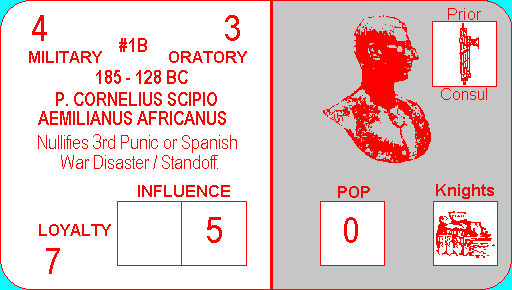 4
3
MILITARY
#1B
ORATORY
185 - 128 BC
P. CORNELIUS SCIPIO
AEMILIANUS AFRICANUS
Nullifies 3rd Punic or Spanish
War Disaster / Standoff.
INFLUENCE
5
LOYALTY
7
Prior
Consul
POP
0
Knights